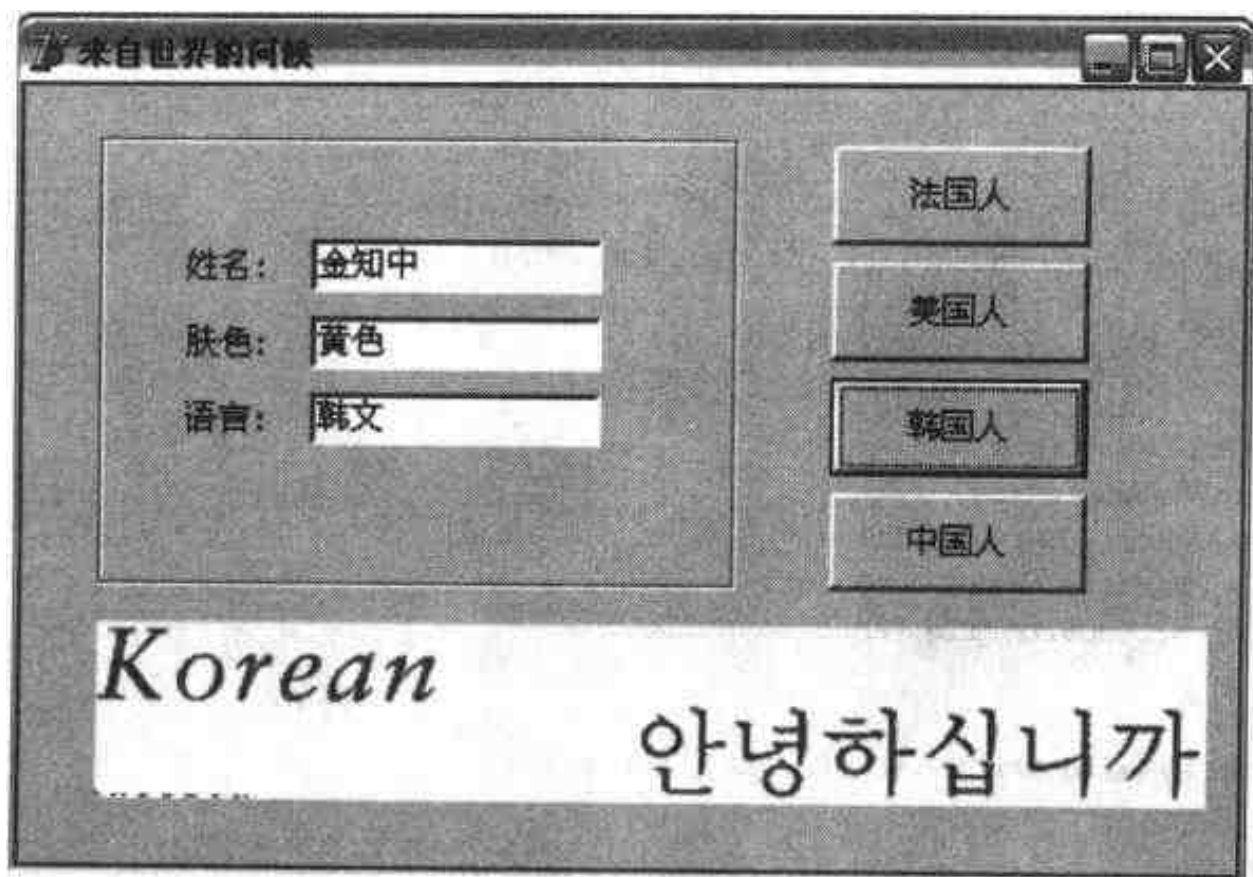 来自世界的问候
姓名: 金知中
肤色: 黄色
语言: 韩文
法国人
美国人
韩国人
中国人
Korean
안녕하십니까